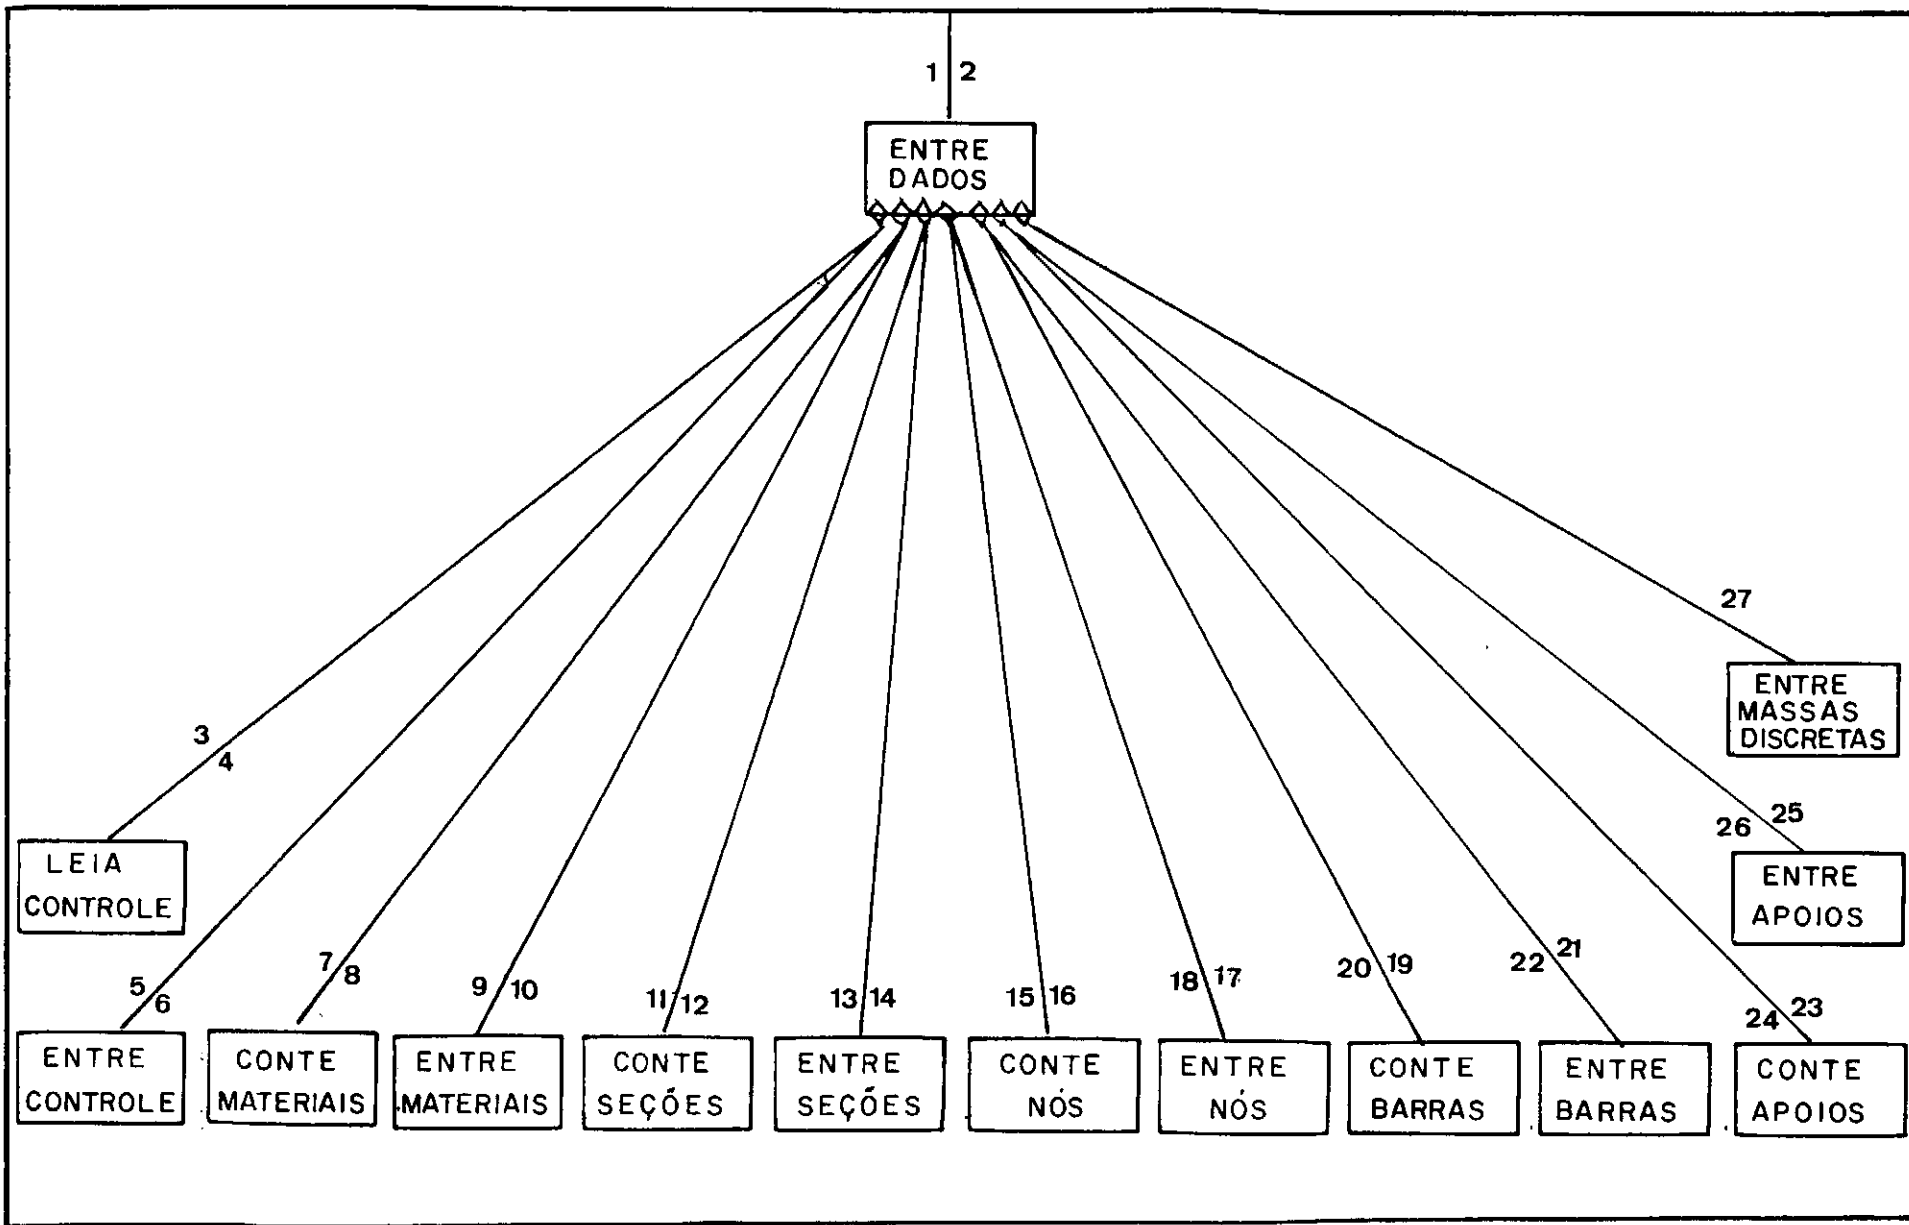 1 2
ENTRE
DADOS
27
ENTRE
MASSAS
DISCRETAS
3
4
LEIA
CONTROLE
26 25
ENTRE
APOIOS
5
6
ENTRE
CONTROLE
7
8
CONTE
MATERIAIS
9 10
ENTRE
MATERIAIS
11 12
CONTE
SEÇÕES
13 14
ENTRE
SEÇÕES
15 16
CONTE
NÓS
18 17
ENTRE
NÓS
20 19
CONTE
BARRAS
22 21
ENTRE
BARRAS
24 23
CONTE
APOIOS